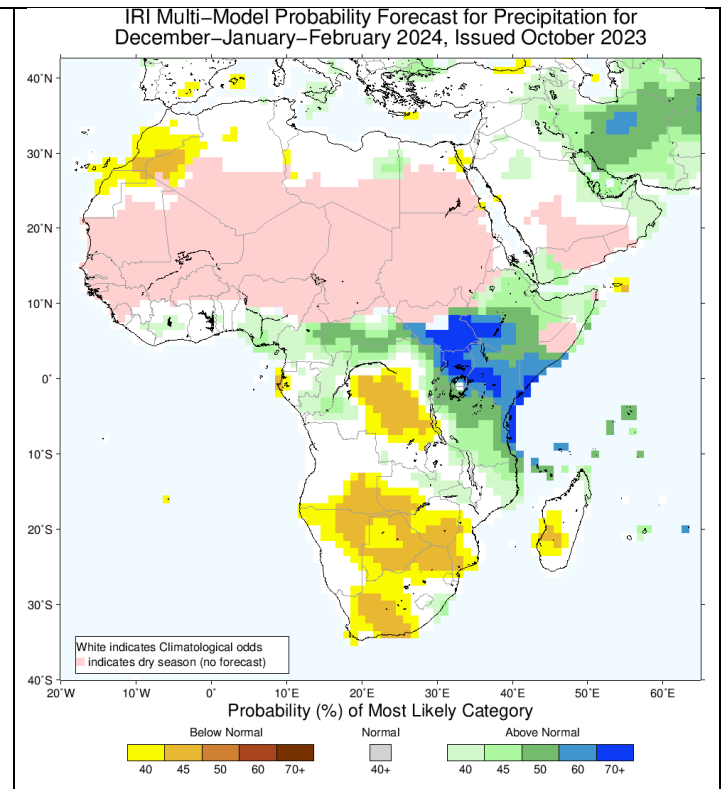 IRI Multi−Model Probability Forecast for Precipitation for
December−January−February 2024, Issued October 2023
40˚N
30˚N
20˚N
10˚N
0˚
10˚S
20˚S
30˚S
40˚S
White indicates Climatological odds
indicates dry season (no forecast)
20˚W 10˚W 0˚ 10˚E 20˚E 30˚E 40˚E 50˚E 60˚E
Probability (%) of Most Likely Category
Below Normal Normal Above Normal
40 45 50 60 70+ 40+ 40 45 50 60 70+